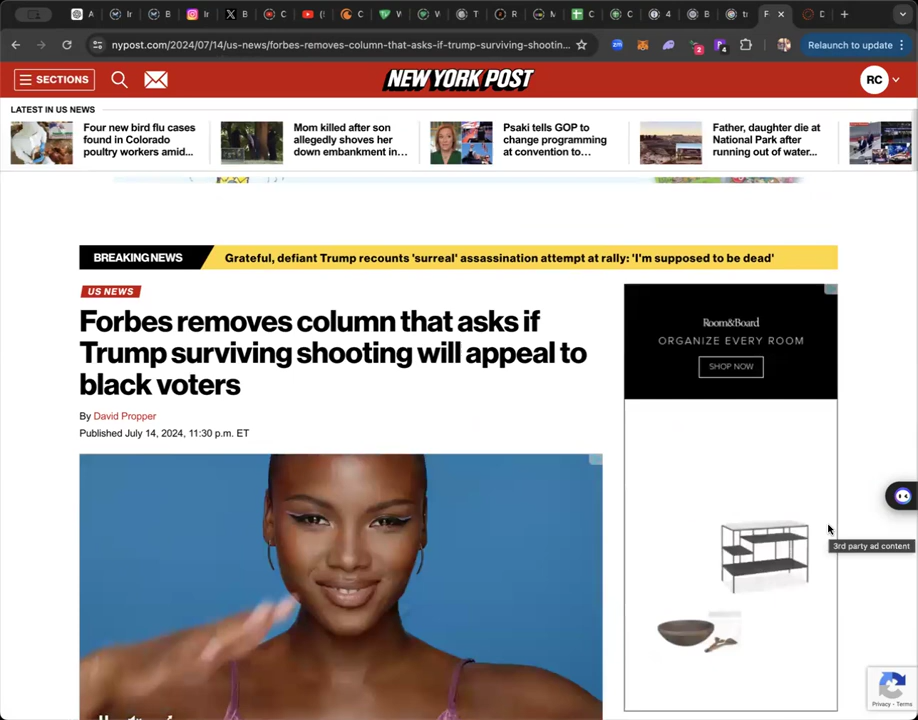 nypost.com/2024/07/14/us-news/forbes-removes-column-that-asks-if-trump-surviving-shootin...
Relaunch to update
SECTIONS
NEW YORK POST
RC
LATEST IN US NEWS
Four new bird flu cases
found in Colorado
poultry workers amid...
Mom killed after son
allegedly shoves her
down embankment in...
Psaki tells GOP to
change programming
at convention to...
Father, daughter die at
National Park after
running out of water...
BREAKING NEWS
Grateful, defiant Trump recounts 'surreal' assassination attempt at rally: 'I'm supposed to be dead'
US NEWS
Forbes removes column that asks if
Trump surviving shooting will appeal to
black voters
By David Propper
Published July 14, 2024, 11:30 p.m. ET
Room&Board
ORGANIZE EVERY ROOM
SHOP NOW
3rd party ad content
Privacy - Terms